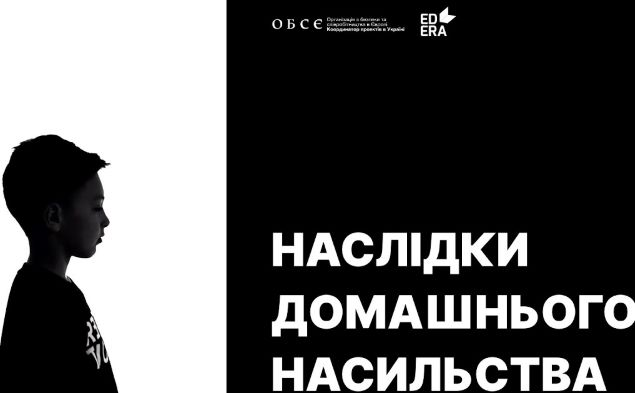 ОБСЄ
Організація з безпеки та
співробітництва в Європі
Координатор проектів в Україні
ED
ERA
НАСЛІДКИ
ДОМАШНЬОГО
НАСИЛЬСТВА